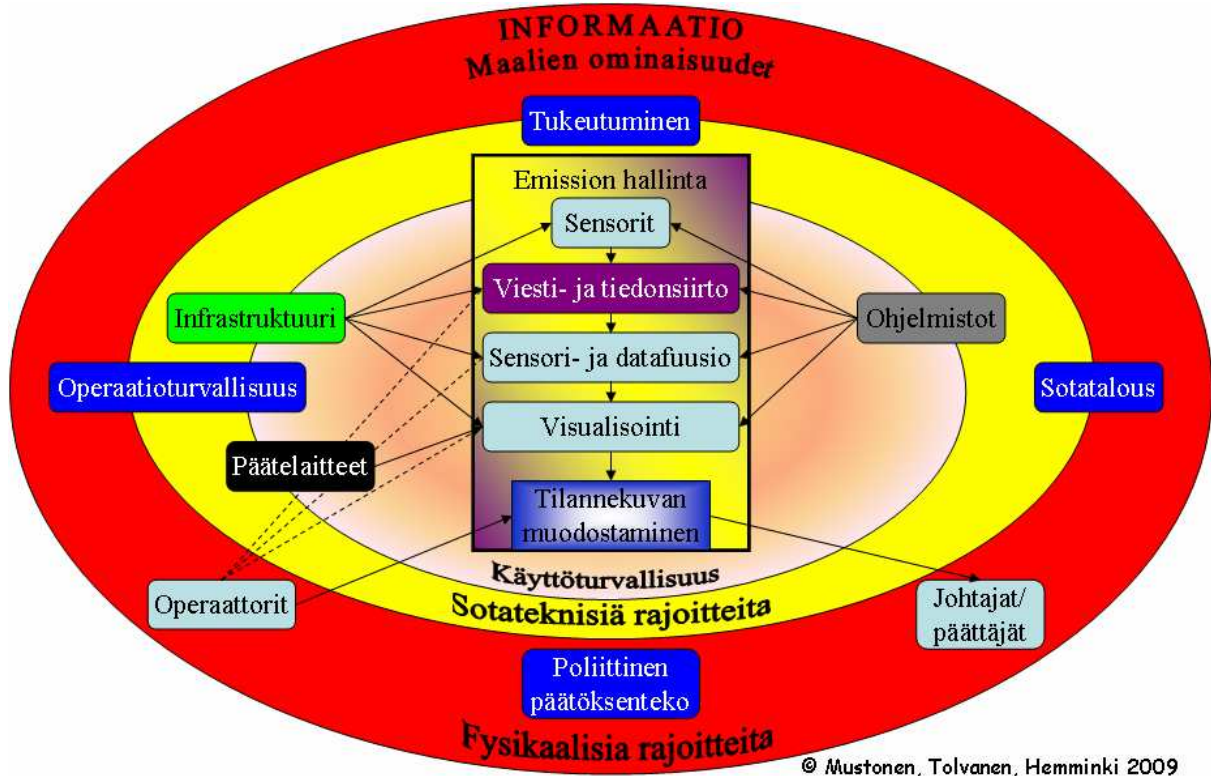 INFORMAATIO
Maalien ominaisuudet
Tukeutuminen
Emission hallinta
Sensorit
Viesti- ja tiedonsiirto
Infrastruktuuri
Ohjelmistot
Sensori- ja datafuusio
Operaatioturvallisuus
Sotatalous
Visualisointi
Päätelaitteet
Tilannekuvan
muodostaminen
Käyttöturvallisuus
Operaattorit
Sotateknisiä rajoitteita
Johtajat/
päättäjät
Poliittinen
päätöksenteko
Fysikaalisia rajoitteita
© Mustonen, Tolvanen, Hemminki 2009